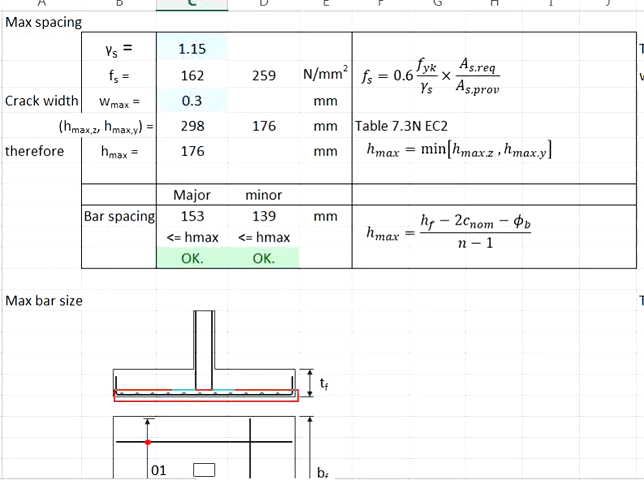 A B C D E F G H I J
Max spacing
γs = 1.15
fs = 162 259 N/mm² fs = 0.6 fyk/γs × As.req/As.prov
Crack width wmax = 0.3 mm
(hmax,z, hmax,y) = 298 176 mm Table 7.3N EC2
therefore hmax = 176 mm hmax = min[hmax.z , hmax.y]
Major minor
Bar spacing 153 139 mm hmax = (hf − 2cnom − ϕb)/(n − 1)
<= hmax <= hmax
OK. OK.
Max bar size
tf
01 bf